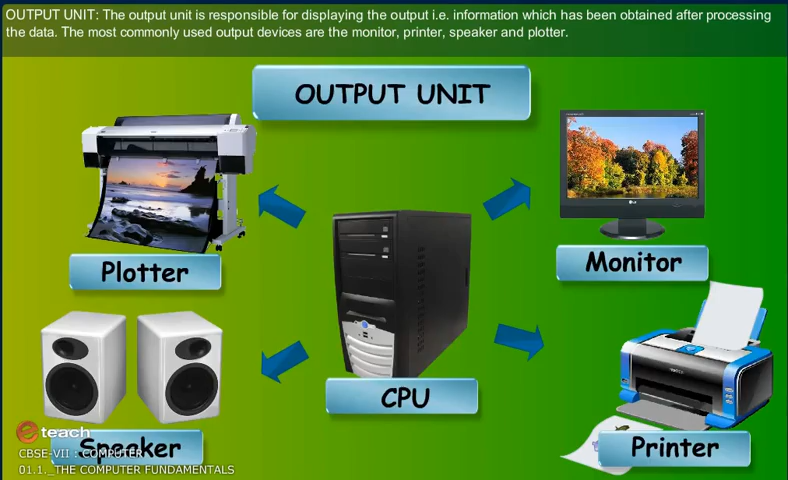 OUTPUT UNIT: The output unit is responsible for displaying the output i.e. information which has been obtained after processing
the data. The most commonly used output devices are the monitor, printer, speaker and plotter.
OUTPUT UNIT
Plotter
Monitor
CPU
Speaker
Printer
eteach
CBSE-VII : COMPUTER
01.1._THE COMPUTER FUNDAMENTALS